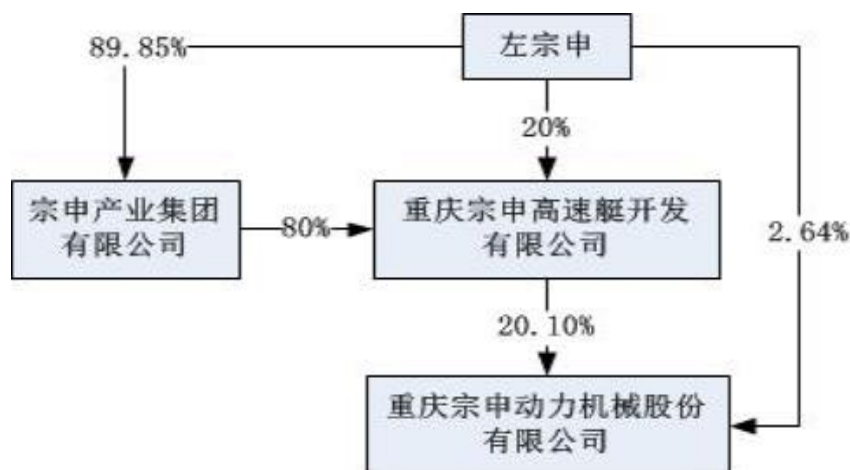 89.85%
左宗申
20%
宗申产业集团
有限公司
80%
重庆宗申高速艇开发
有限公司
2.64%
20.10%
重庆宗申动力机械股份
有限公司